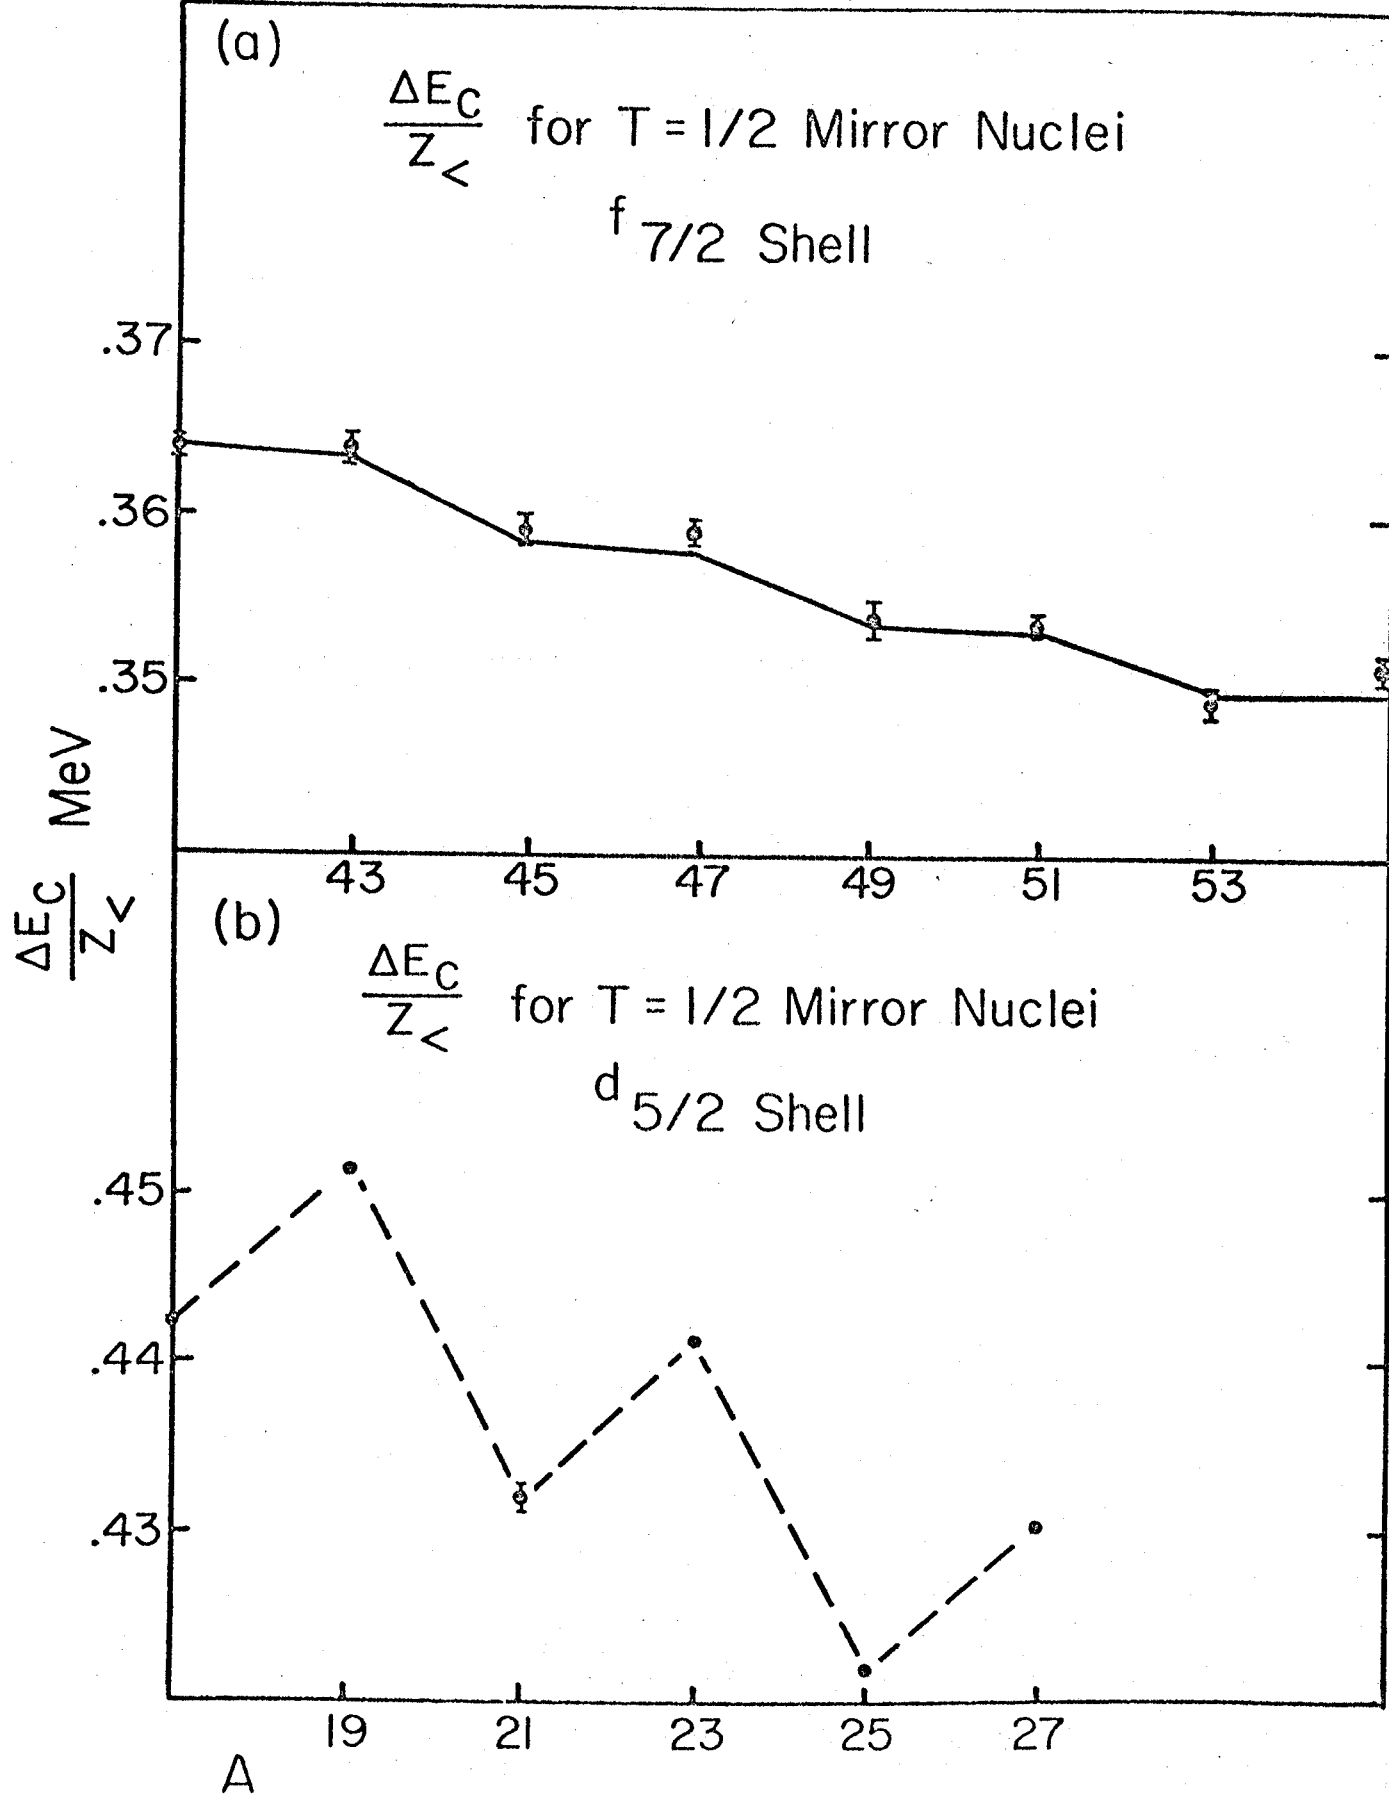 (a)
ΔE_C
Z_< for T = 1/2 Mirror Nuclei
f 7/2 Shell
.37
.36
.35
43 45 47 49 51 53
ΔE_C
Z_< MeV
(b)
ΔE_C
Z_< for T = 1/2 Mirror Nuclei
d 5/2 Shell
.45
.44
.43
19 21 23 25 27
A